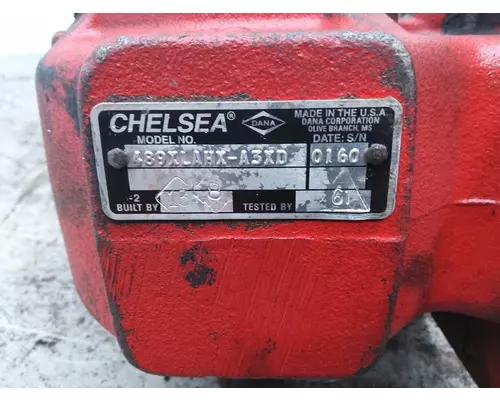 CHELSEA®
DANA
MADE IN THE U.S.A.
DANA CORPORATION
OLIVE BRANCH, MS
MODEL NO.
DATE: S/N
489XLAHX-A3XD
0160
-2
BUILT BY
TESTED BY
61